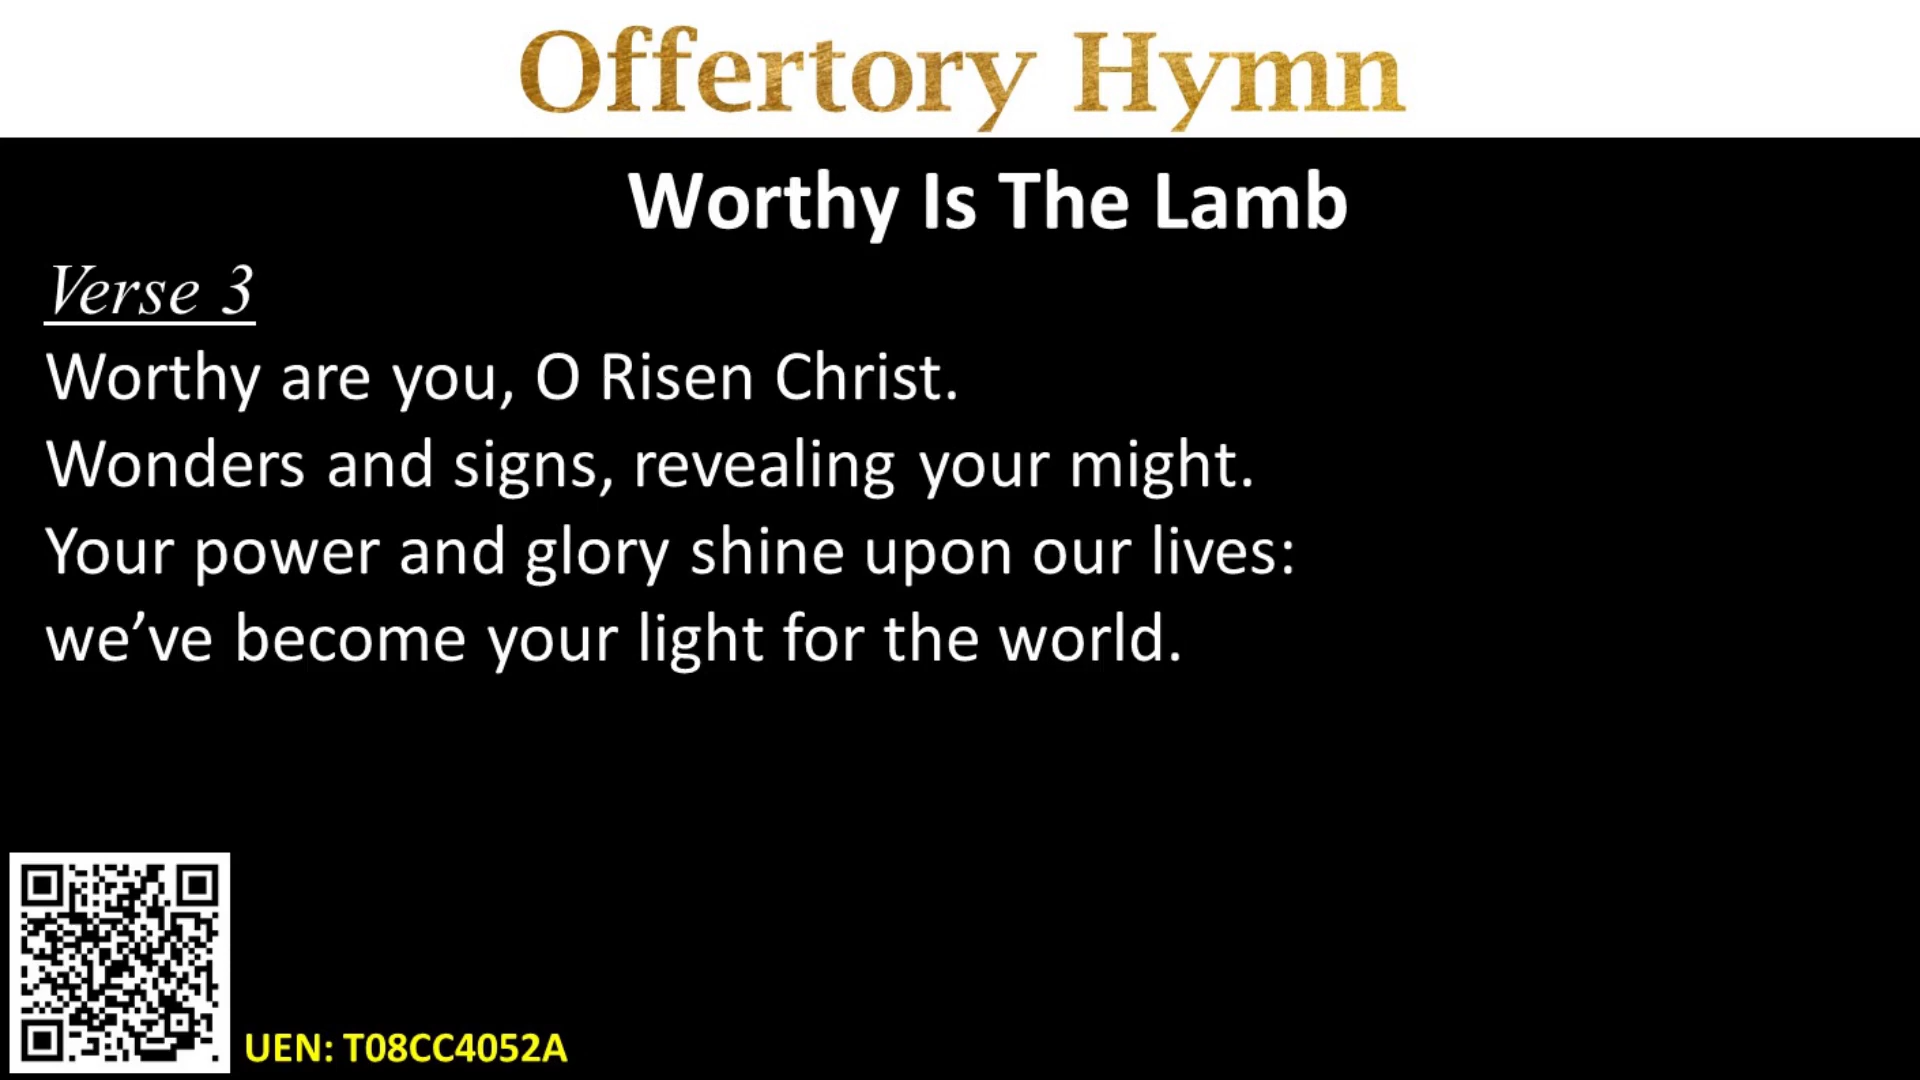 Offertory Hymn
Worthy Is The Lamb
Verse 3
Worthy are you, O Risen Christ.
Wonders and signs, revealing your might.
Your power and glory shine upon our lives:
we’ve become your light for the world.
UEN: T08CC4052A